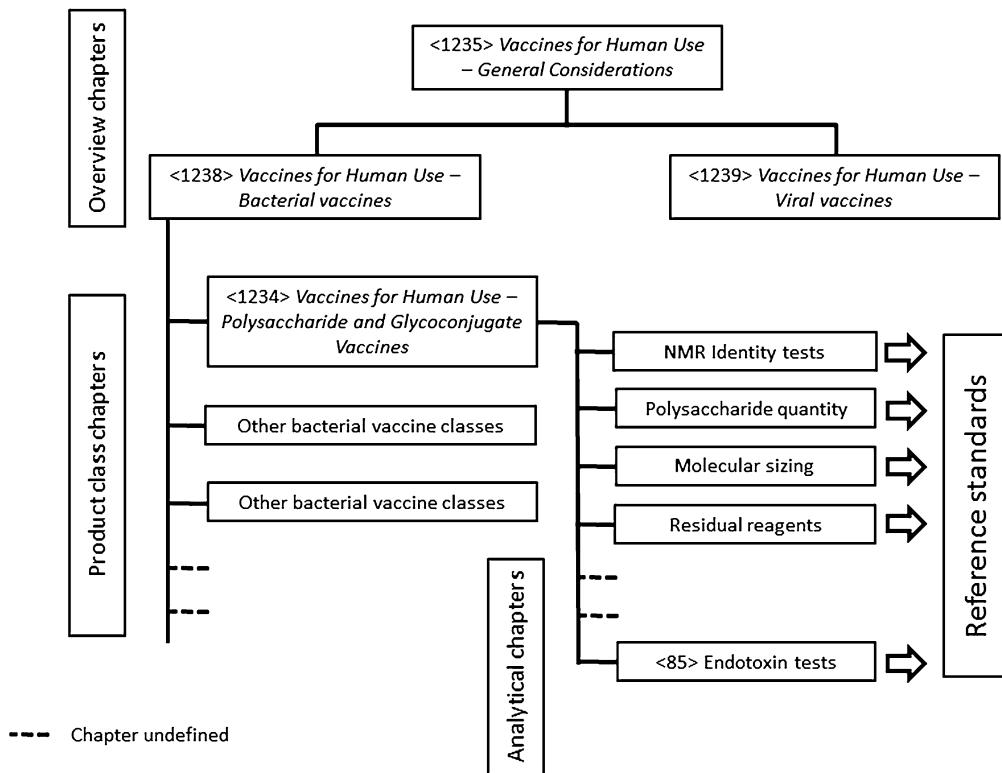 Overview chapters
<1235> Vaccines for Human Use
– General Considerations
<1238> Vaccines for Human Use –
Bacterial vaccines
<1239> Vaccines for Human Use –
Viral vaccines
Product class chapters
<1234> Vaccines for Human Use –
Polysaccharide and Glycoconjugate
Vaccines
Other bacterial vaccine classes
Other bacterial vaccine classes
Analytical chapters
NMR Identity tests
Polysaccharide quantity
Molecular sizing
Residual reagents
<85> Endotoxin tests
Reference standards
Chapter undefined